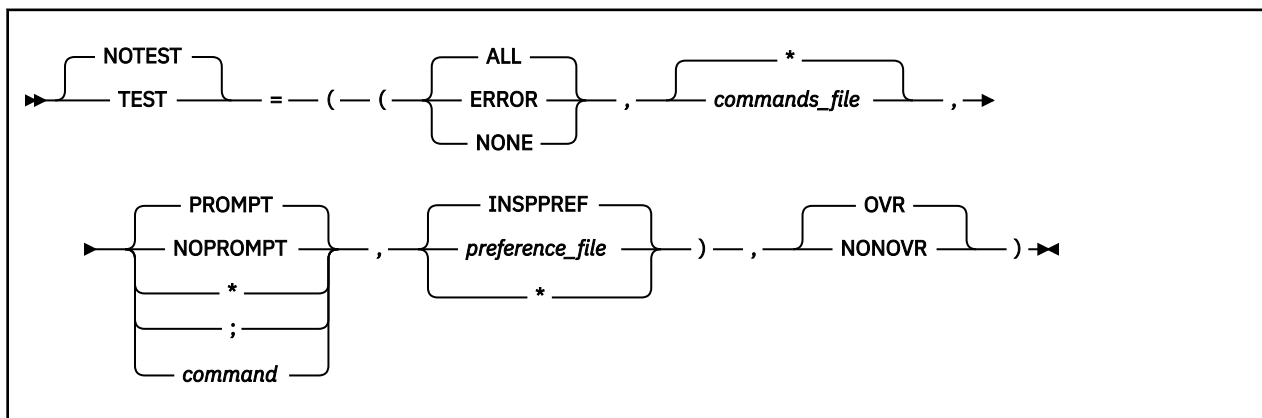 NOTEST ALL *
TEST = ( ( ERROR , commands_file ,
NONE
PROMPT INSPPREF OVR
NOPROMPT , preference_file ) , NONOVR )
* *
;
command